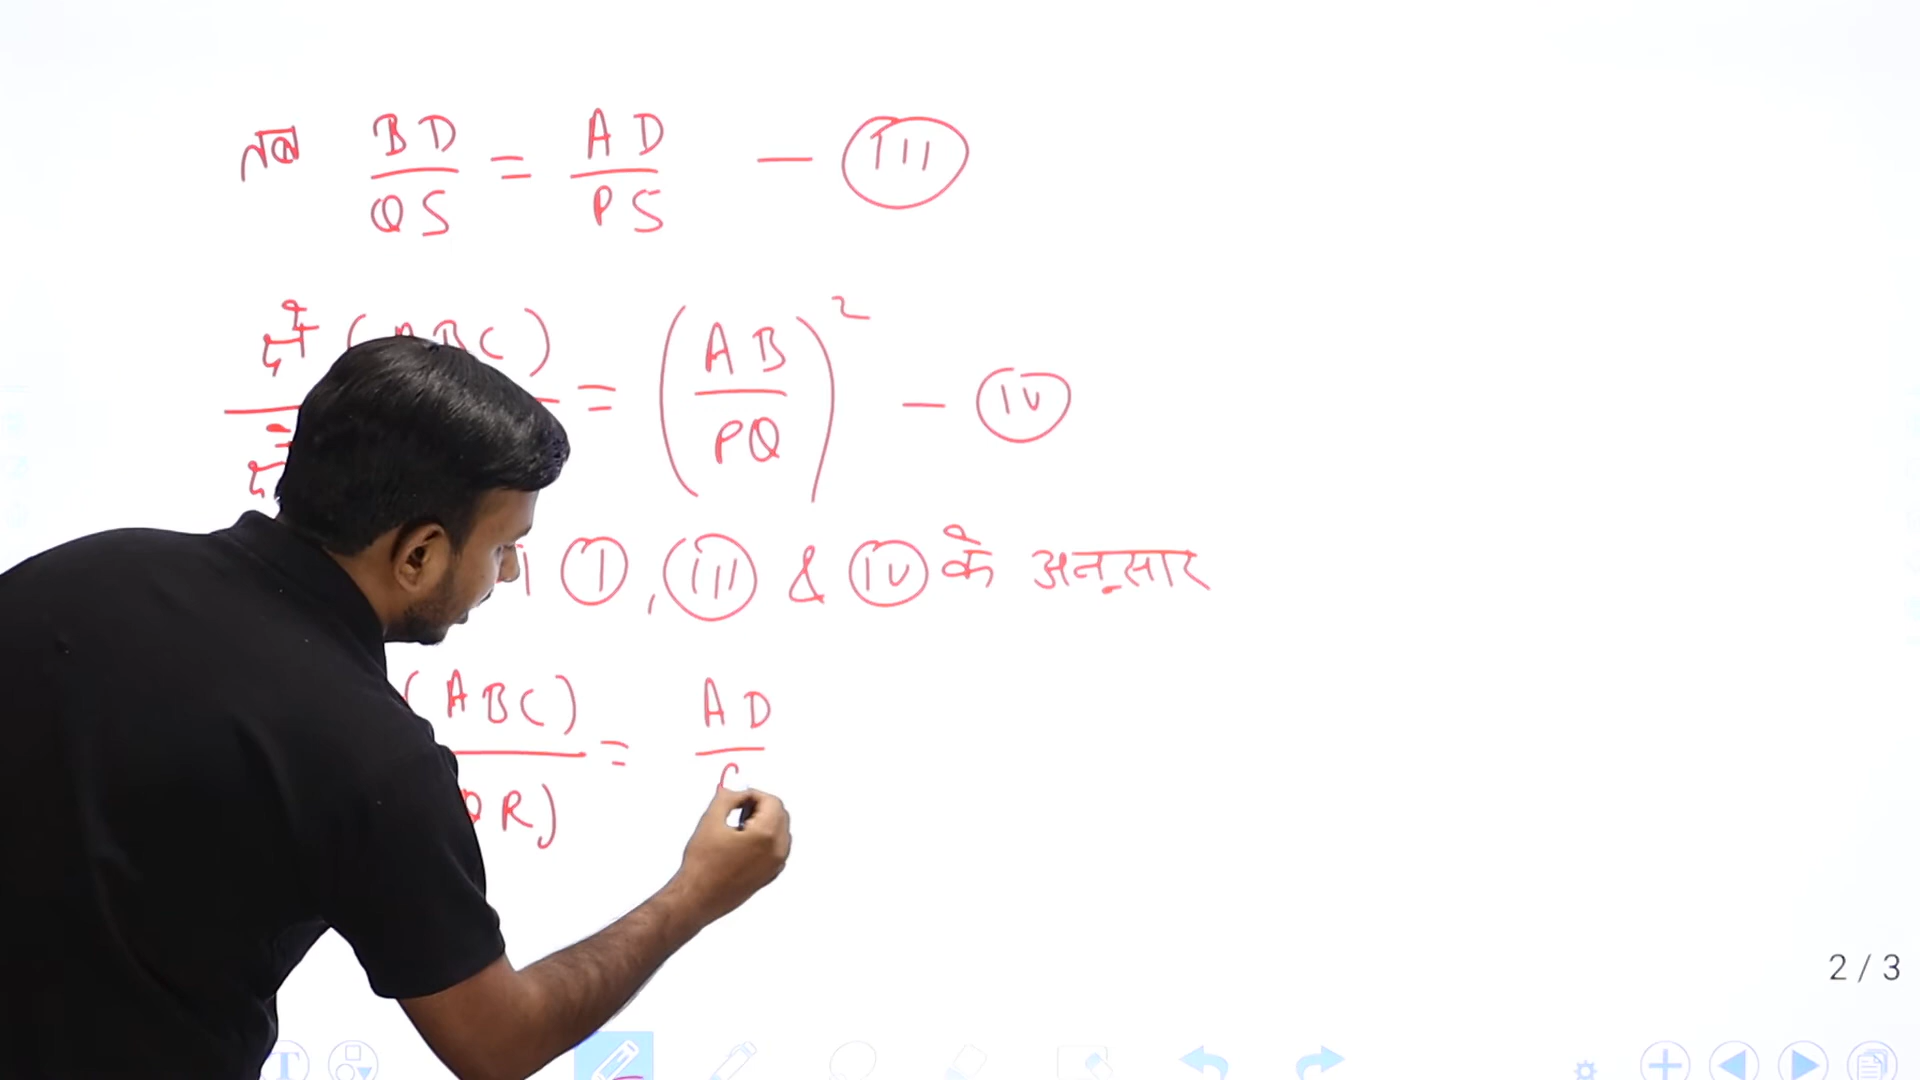 तब BD/QS = AD/PS — (III)
क्षे (ABC) = (AB/PQ)² — (IV)
(I), (III) & (IV) के अनुसार
(ABC) = AD
QR)
2 / 3